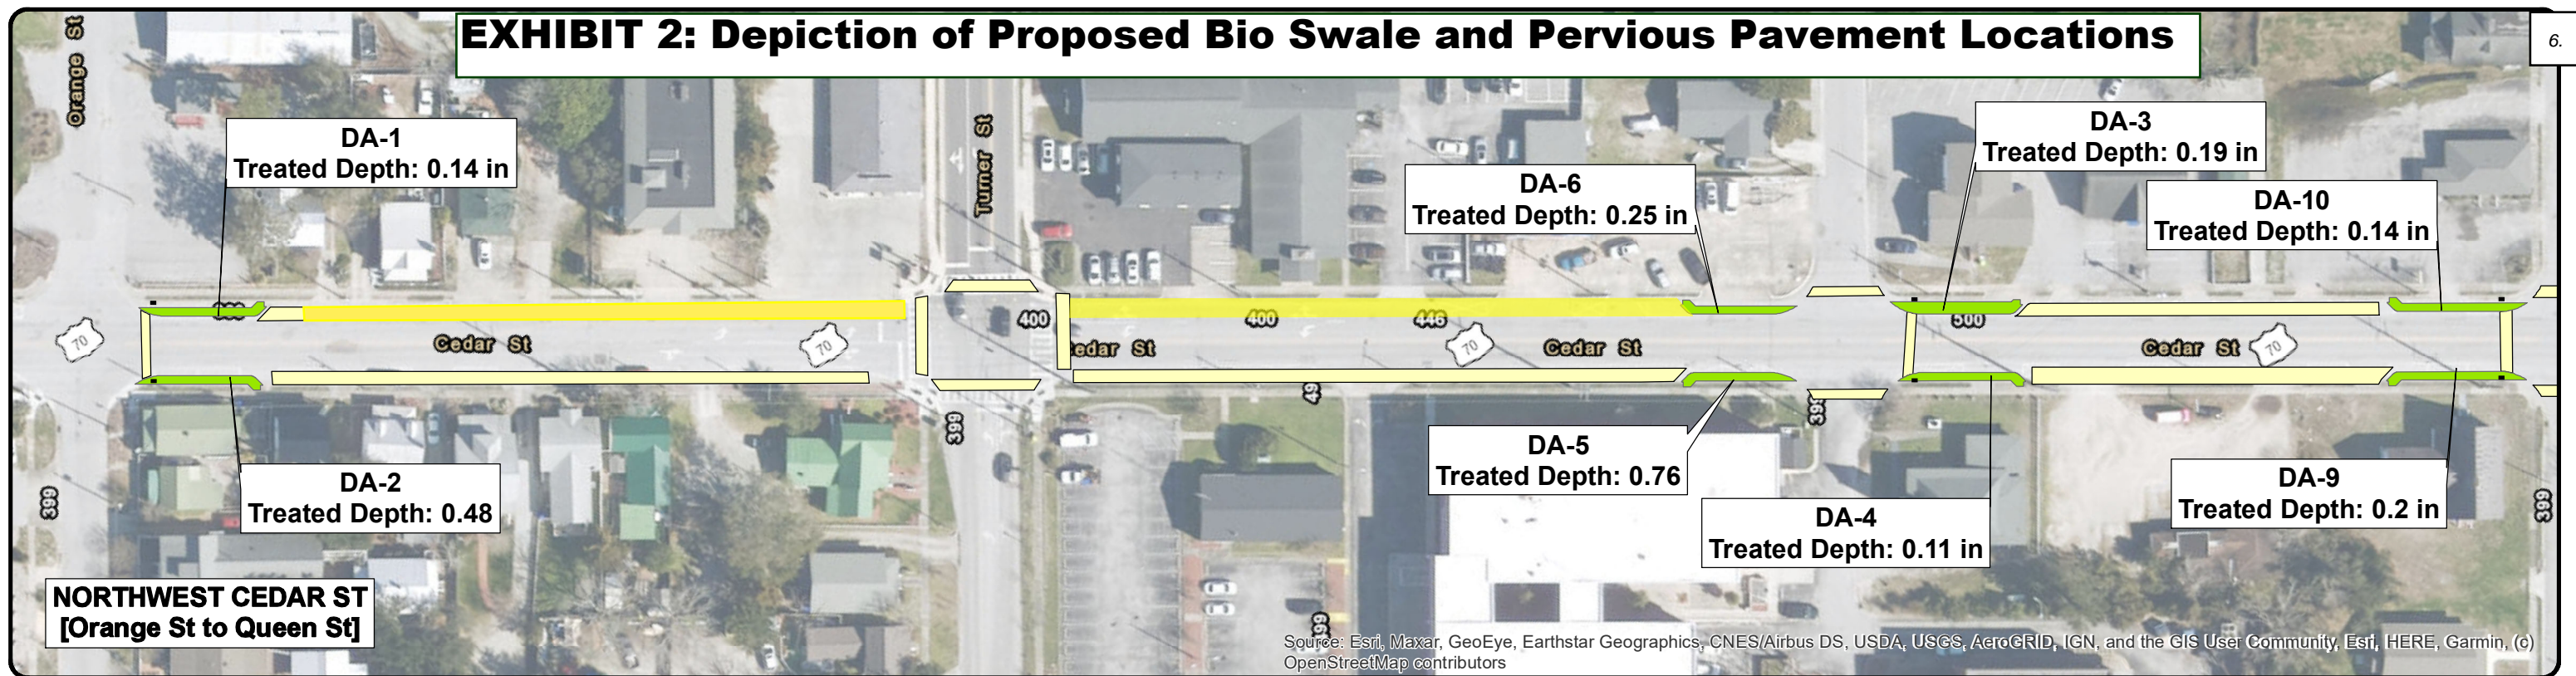 EXHIBIT 2: Depiction of Proposed Bio Swale and Pervious Pavement Locations
6.
Orange St
Turner St
DA-1
Treated Depth: 0.14 in
DA-6
Treated Depth: 0.25 in
DA-3
Treated Depth: 0.19 in
DA-10
Treated Depth: 0.14 in
400
400
446
500
70
Cedar St
70
edar St
70
Cedar St
Cedar St
70
399
49
399
DA-2
Treated Depth: 0.48
DA-5
Treated Depth: 0.76
DA-4
Treated Depth: 0.11 in
DA-9
Treated Depth: 0.2 in
399
399
NORTHWEST CEDAR ST
[Orange St to Queen St]
Source: Esri, Maxar, GeoEye, Earthstar Geographics, CNES/Airbus DS, USDA, USGS, AeroGRID, IGN, and the GIS User Community, Esri, HERE, Garmin, (c)
OpenStreetMap contributors